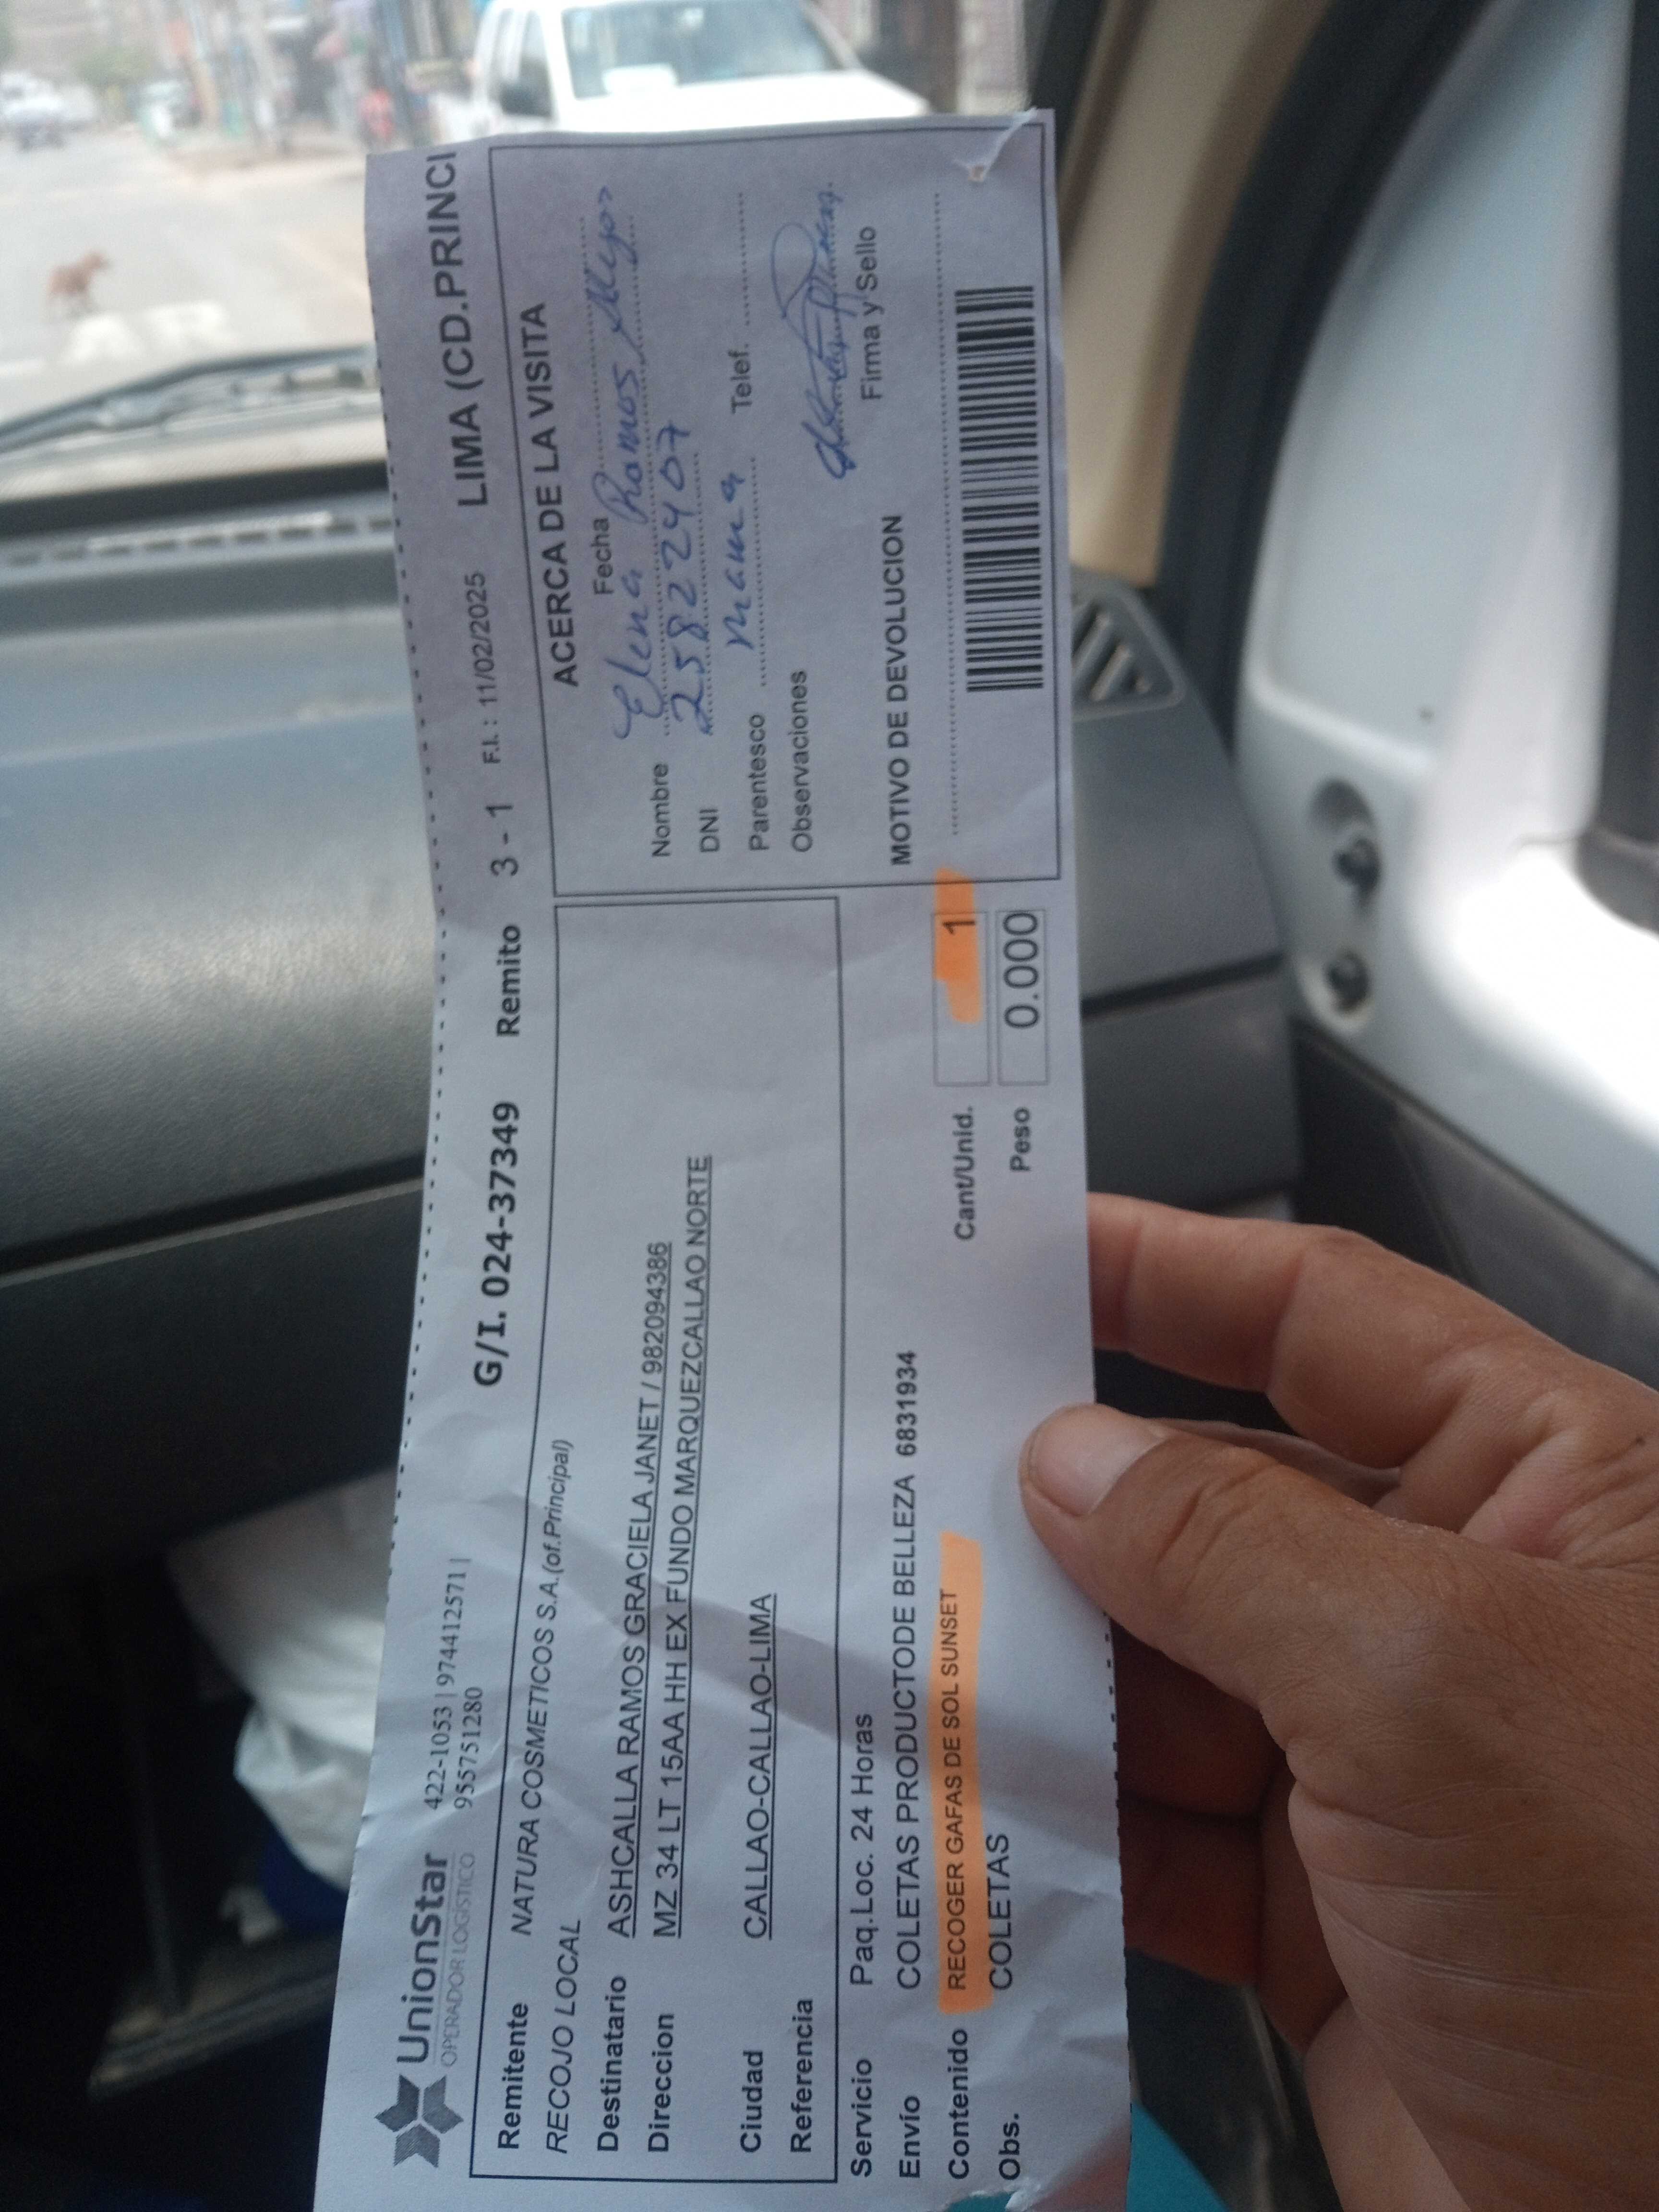 UnionStar
OPERADOR LOGÍSTICO
422-1053 | 974412571 |
955751280
G/I. 024-37349 Remito 3 - 1 F.I.: 11/02/2025 LIMA (CD.PRINCI
Remitente NATURA COSMETICOS S.A.(of.Principal)
RECOJO LOCAL
Destinatario ASHCALLA RAMOS GRACIELA JANET / 982094386
Direccion MZ 34 LT 15AA HH EX FUNDO MARQUEZCALLAO NORTE
Ciudad CALLAO-CALLAO-LIMA
Referencia
Servicio Paq.Loc. 24 Horas
Envío COLETAS PRODUCTODE BELLEZA 6831934
Contenido RECOGER GAFAS DE SOL SUNSET
Obs. COLETAS
Cant/Unid. 1
Peso 0.000
ACERCA DE LA VISITA
Fecha
Nombre Elena Ramos
DNI 25822407
Parentesco mama Telef.
Observaciones
Firma y Sello
MOTIVO DE DEVOLUCION